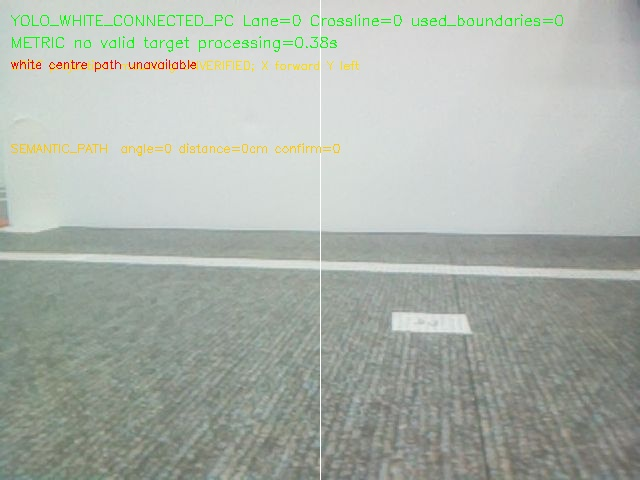 YOLO_WHITE_CONNECTED_PC Lane=0 Crossline=0 used_boundaries=0
METRIC no valid target processing=0.38s
white centre path unavailable VERIFIED; X forward Y left
SEMANTIC_PATH angle=0 distance=0cm confirm=0